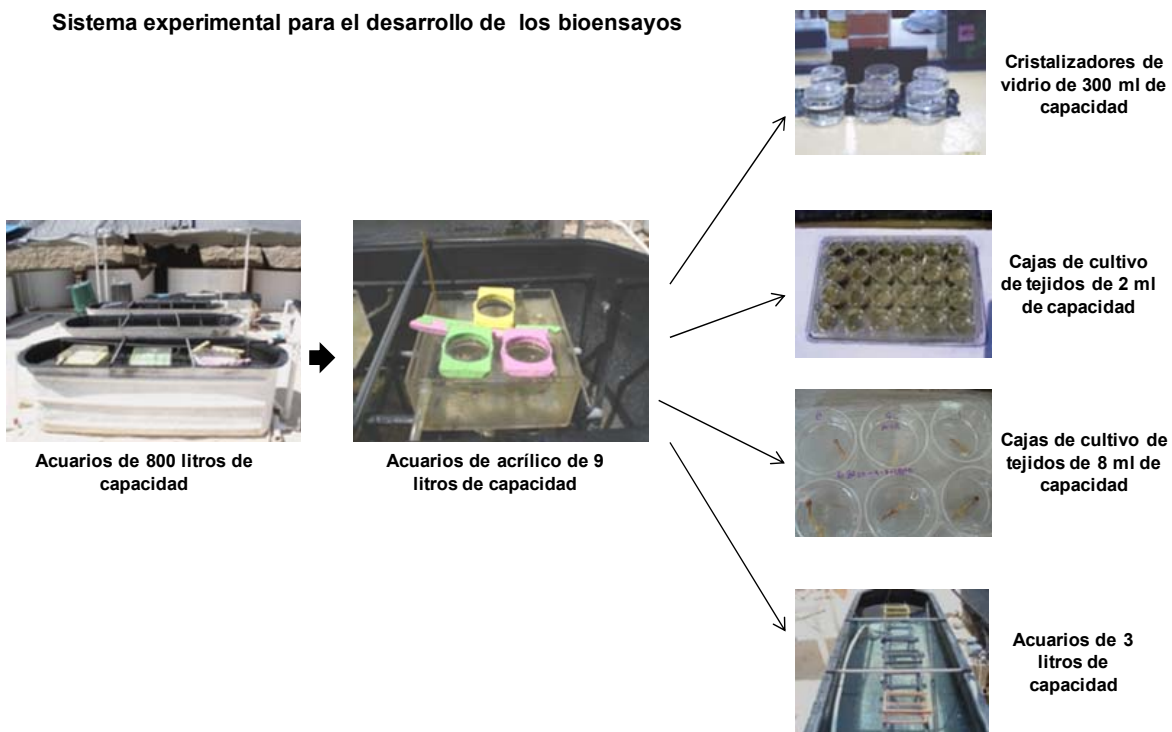 Sistema experimental para el desarrollo de los bioensayos
Cristalizadores de
vidrio de 300 ml de
capacidad
Cajas de cultivo
de tejidos de 2 ml
de capacidad
Acuarios de 800 litros de
capacidad
Acuarios de acrílico de 9
litros de capacidad
Cajas de cultivo de
tejidos de 8 ml de
capacidad
Acuarios de 3
litros de
capacidad